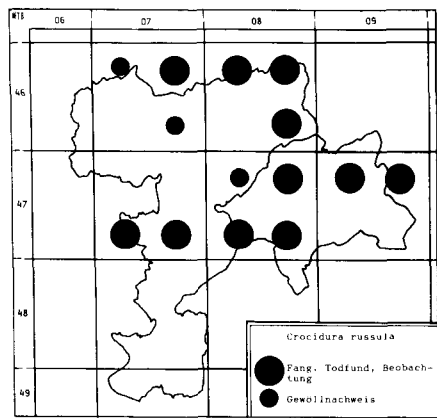 MTB 06 07 08 09
46
47
48
49
Crocidura russula
Fang, Todfund, Beobach-
tung
Gewöllnachweis